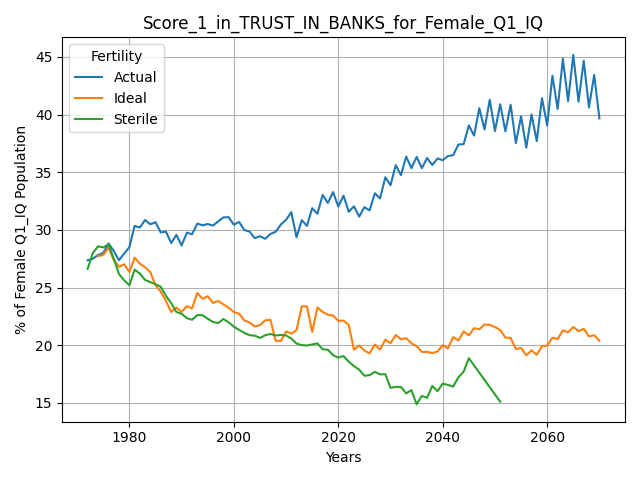 Score_1_in_TRUST_IN_BANKS_for_Female_Q1_IQ
Fertility
Actual
Ideal
Sterile
% of Female Q1_IQ Population
45
40
35
30
25
20
15
1980
2000
2020
2040
2060
Years